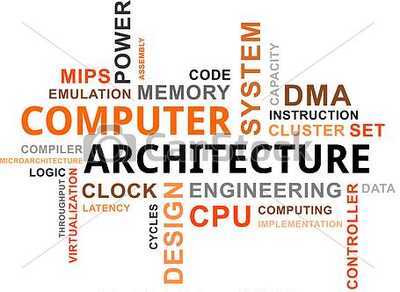 POWER
ASSEMBLY
MIPS
CODE
SYSTEM
CAPACITY
EMULATION
MEMORY
DMA
COMPUTER
INSTRUCTION
CLUSTER SET
COMPILER
MICROARCHITECTURE
ARCHITECTURE
LOGIC
THROUGHPUT
VIRTUALIZATION
CLOCK
ENGINEERING
DATA
LATENCY
CYCLES
DESIGN
CPU
COMPUTING
IMPLEMENTATION
CONTROLLER
CanStock